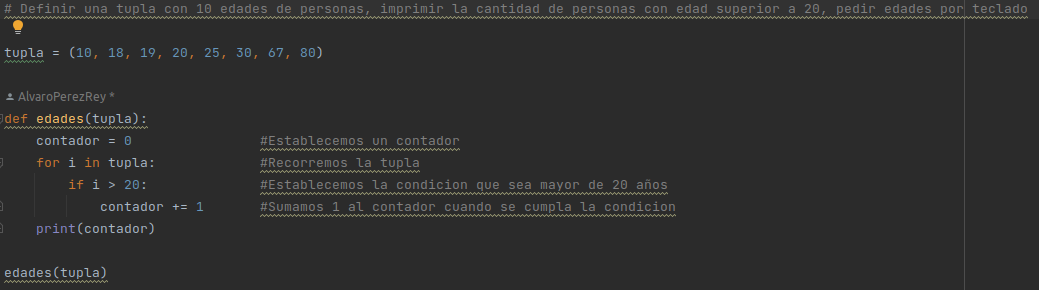 # Definir una tupla con 10 edades de personas, imprimir la cantidad de personas con edad superior a 20, pedir edades por teclado
tupla = (10, 18, 19, 20, 25, 30, 67, 80)
AlvaroPerezRey *
def edades(tupla):
    contador = 0                #Establecemos un contador
    for i in tupla:             #Recorremos la tupla
        if i > 20:              #Establecemos la condicion que sea mayor de 20 años
            contador += 1       #Sumamos 1 al contador cuando se cumpla la condicion
    print(contador)
edades(tupla)